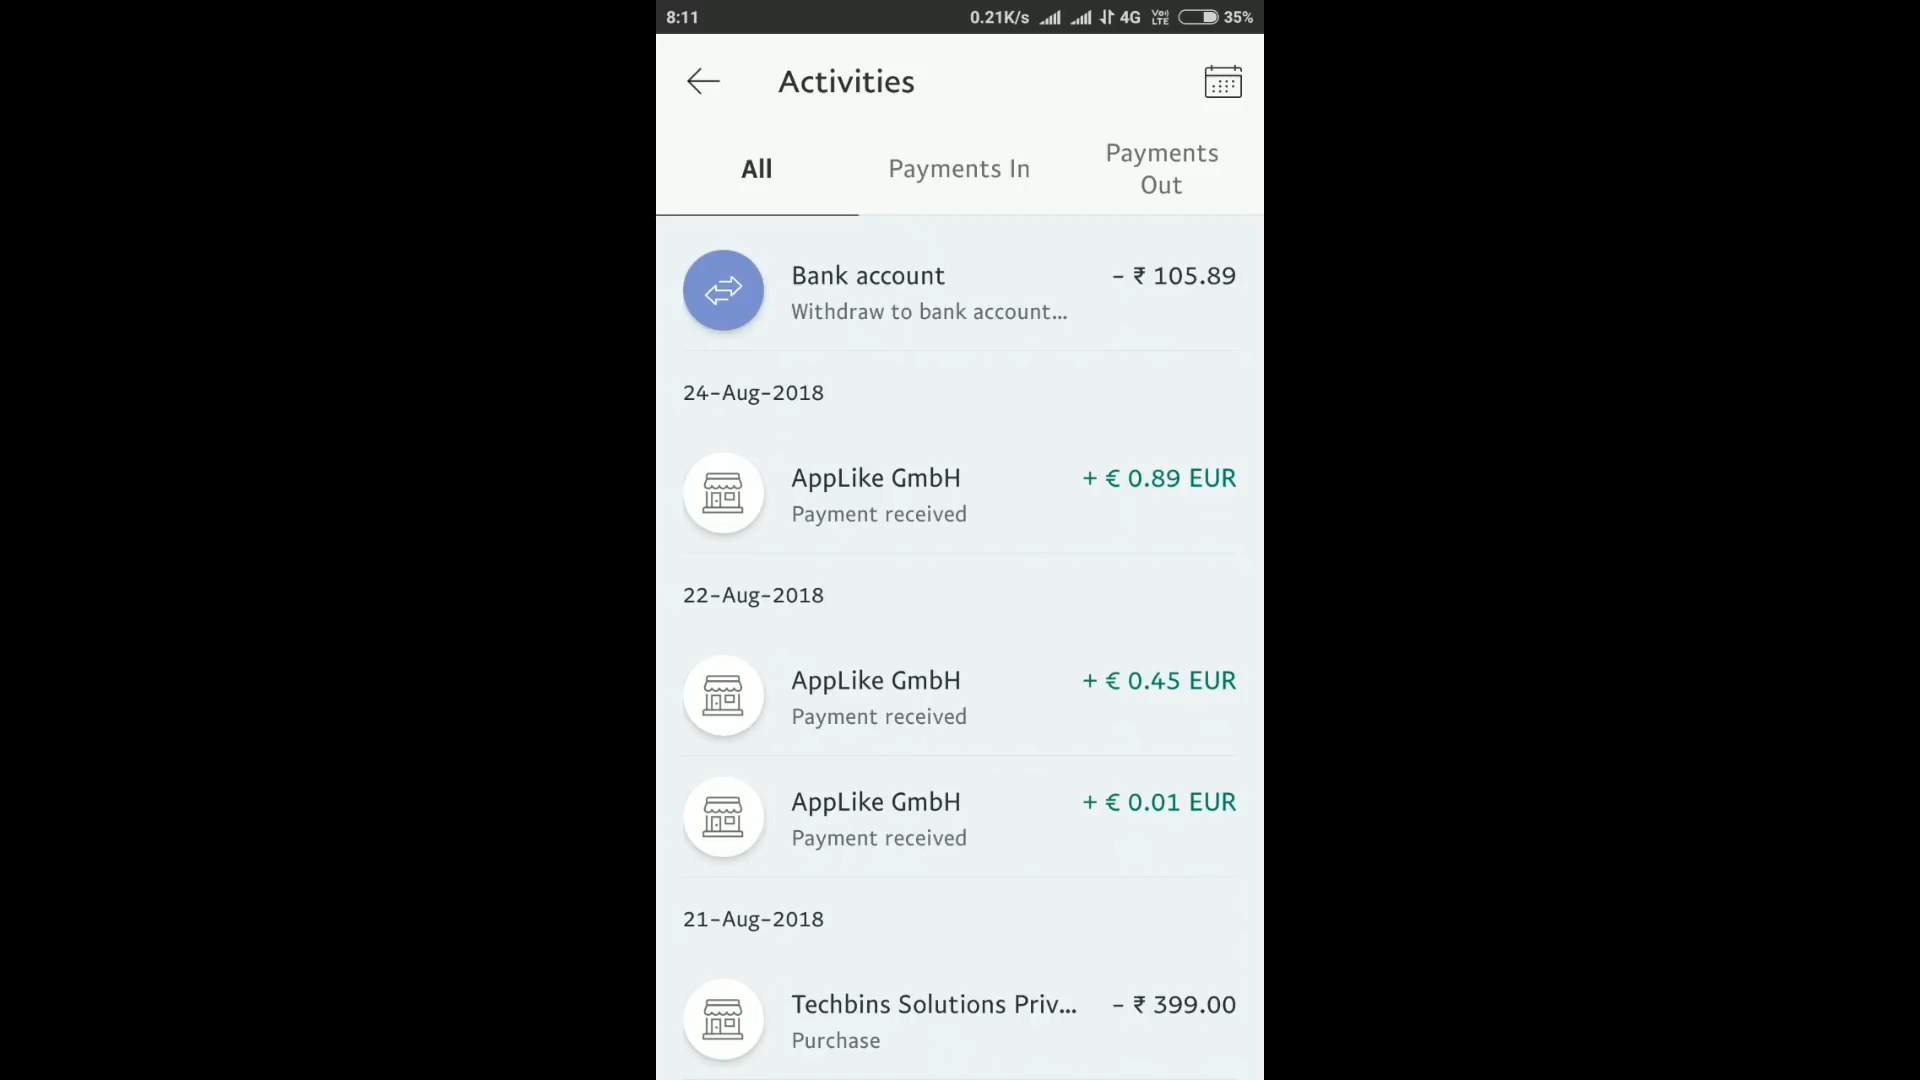 8:11 0.21K/s 4G Vo) LTE 35%
Activities
All
Payments In
Payments
Out
Bank account - ₹ 105.89
Withdraw to bank account...
24-Aug-2018
AppLike GmbH + € 0.89 EUR
Payment received
22-Aug-2018
AppLike GmbH + € 0.45 EUR
Payment received
AppLike GmbH + € 0.01 EUR
Payment received
21-Aug-2018
Techbins Solutions Priv... - ₹ 399.00
Purchase